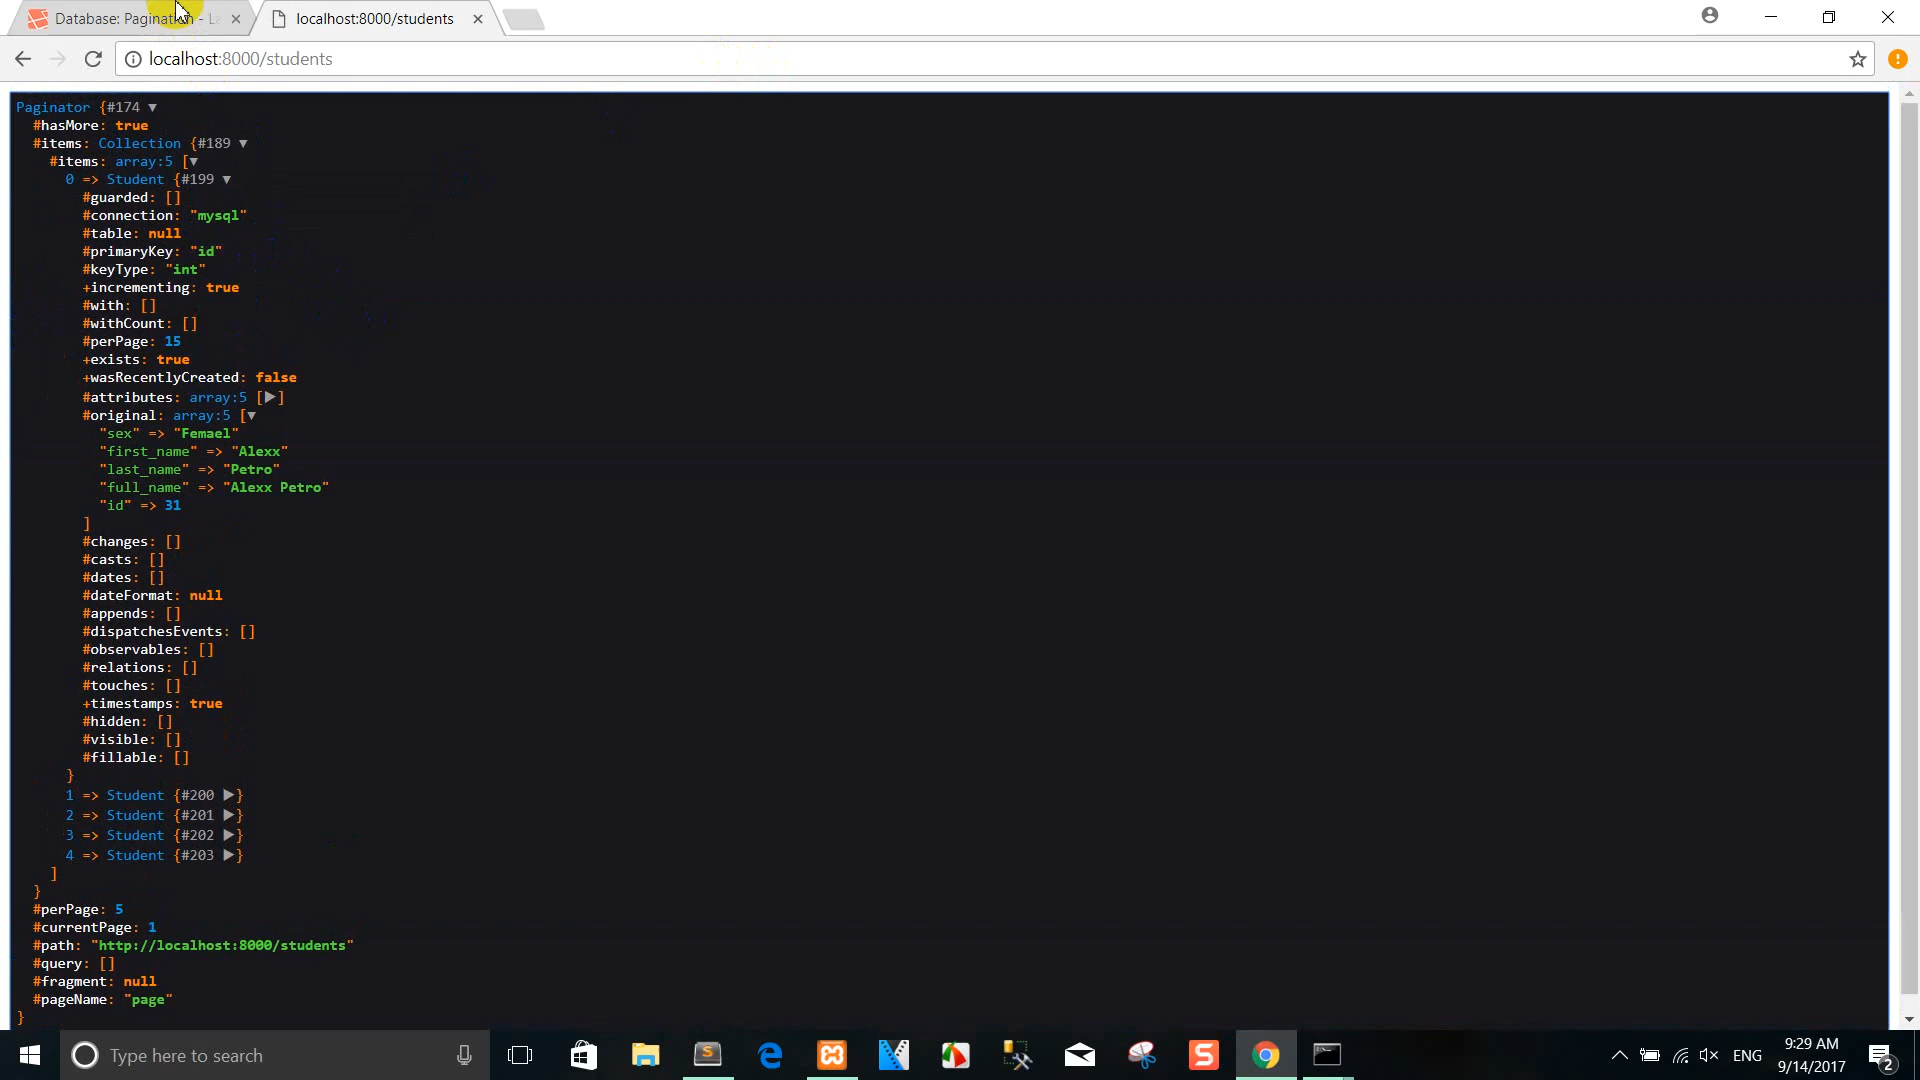 Database: Pagination - La
localhost:8000/students
localhost:8000/students
Paginator {#174 ▼
#hasMore: true
#items: Collection {#189 ▼
#items: array:5 [▼
0 => Student {#199 ▼
#guarded: []
#connection: "mysql"
#table: null
#primaryKey: "id"
#keyType: "int"
+incrementing: true
#with: []
#withCount: []
#perPage: 15
+exists: true
+wasRecentlyCreated: false
#attributes: array:5 [▶]
#original: array:5 [▼
"sex" => "Femael"
"first_name" => "Alexx"
"last_name" => "Petro"
"full_name" => "Alexx Petro"
"id" => 31
]
#changes: []
#casts: []
#dates: []
#dateFormat: null
#appends: []
#dispatchesEvents: []
#observables: []
#relations: []
#touches: []
+timestamps: true
#hidden: []
#visible: []
#fillable: []
}
1 => Student {#200 ▶}
2 => Student {#201 ▶}
3 => Student {#202 ▶}
4 => Student {#203 ▶}
]
}
#perPage: 5
#currentPage: 1
#path: "http://localhost:8000/students"
#query: []
#fragment: null
#pageName: "page"
}
Type here to search
ENG
9:29 AM
9/14/2017
2